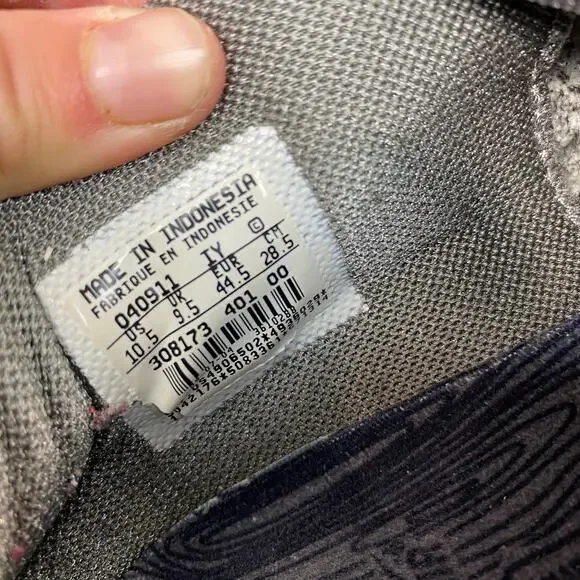 MADE IN INDONESIA
FABRIQUE EN INDONESIE
040911 IY ©
US UK EUR CM
10.5 9.5 44.5 28.5
308173 401 00